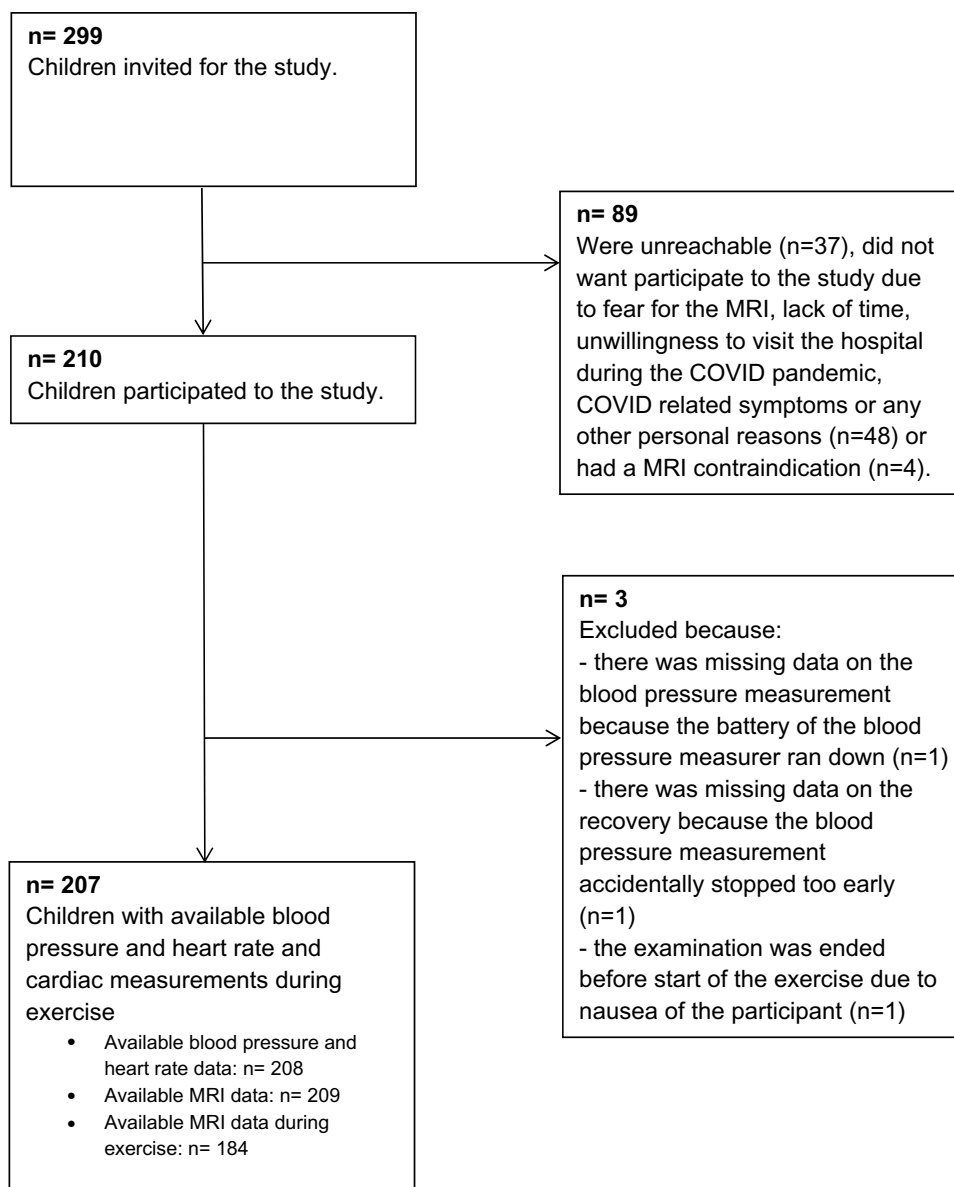 n= 299
Children invited for the study.
n= 89
Were unreachable (n=37), did not
want participate to the study due
to fear for the MRI, lack of time,
unwillingness to visit the hospital
during the COVID pandemic,
COVID related symptoms or any
other personal reasons (n=48) or
had a MRI contraindication (n=4).
n= 210
Children participated to the study.
n= 3
Excluded because:
- there was missing data on the
blood pressure measurement
because the battery of the blood
pressure measurer ran down (n=1)
- there was missing data on the
recovery because the blood
pressure measurement
accidentally stopped too early
(n=1)
- the examination was ended
before start of the exercise due to
nausea of the participant (n=1)
n= 207
Children with available blood
pressure and heart rate and
cardiac measurements during
exercise
• Available blood pressure and
heart rate data: n= 208
• Available MRI data: n= 209
• Available MRI data during
exercise: n= 184